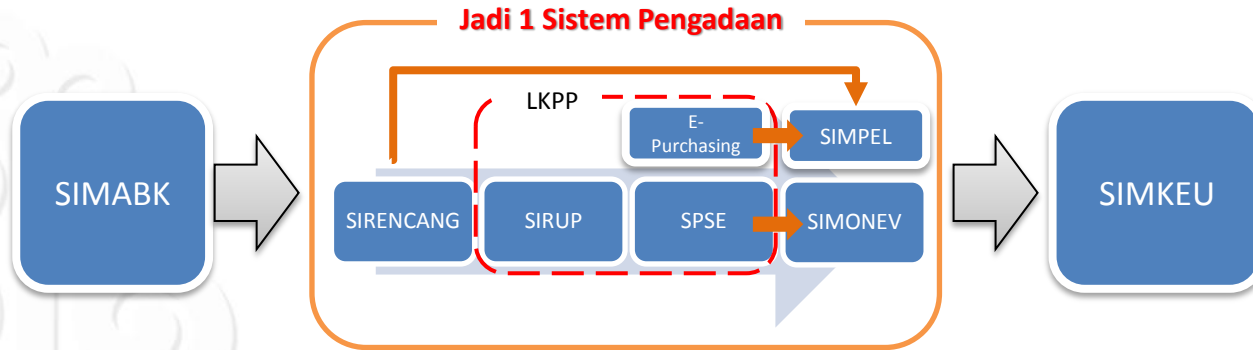 Jadi 1 Sistem Pengadaan
LKPP
E-
Purchasing
SIMPEL
SIMABK
SIRENCANG
SIRUP
SPSE
SIMONEV
SIMKEU